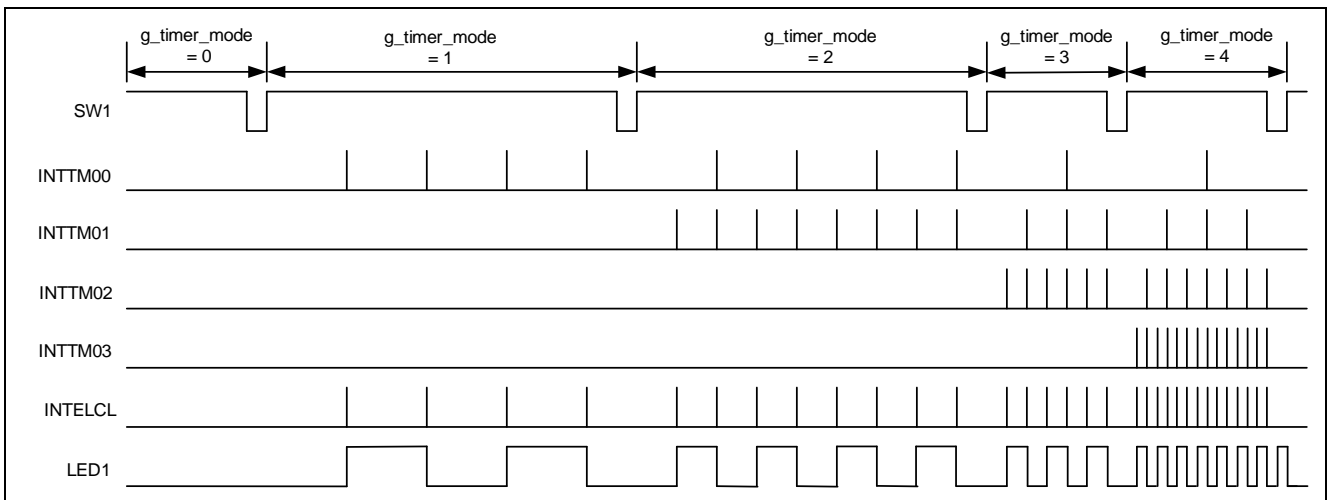 g_timer_mode
= 0
g_timer_mode
= 1
g_timer_mode
= 2
g_timer_mode
= 3
g_timer_mode
= 4
SW1
INTTM00
INTTM01
INTTM02
INTTM03
INTELCL
LED1